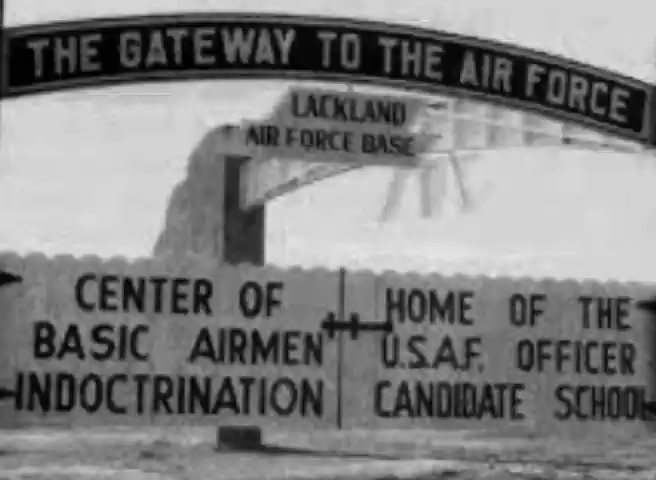 THE GATEWAY TO THE AIR FORCE
LACKLAND
AIR FORCE BASE
CENTER OF
BASIC AIRMEN
INDOCTRINATION
HOME OF THE
U.S.A.F. OFFICER
CANDIDATE SCHOOL